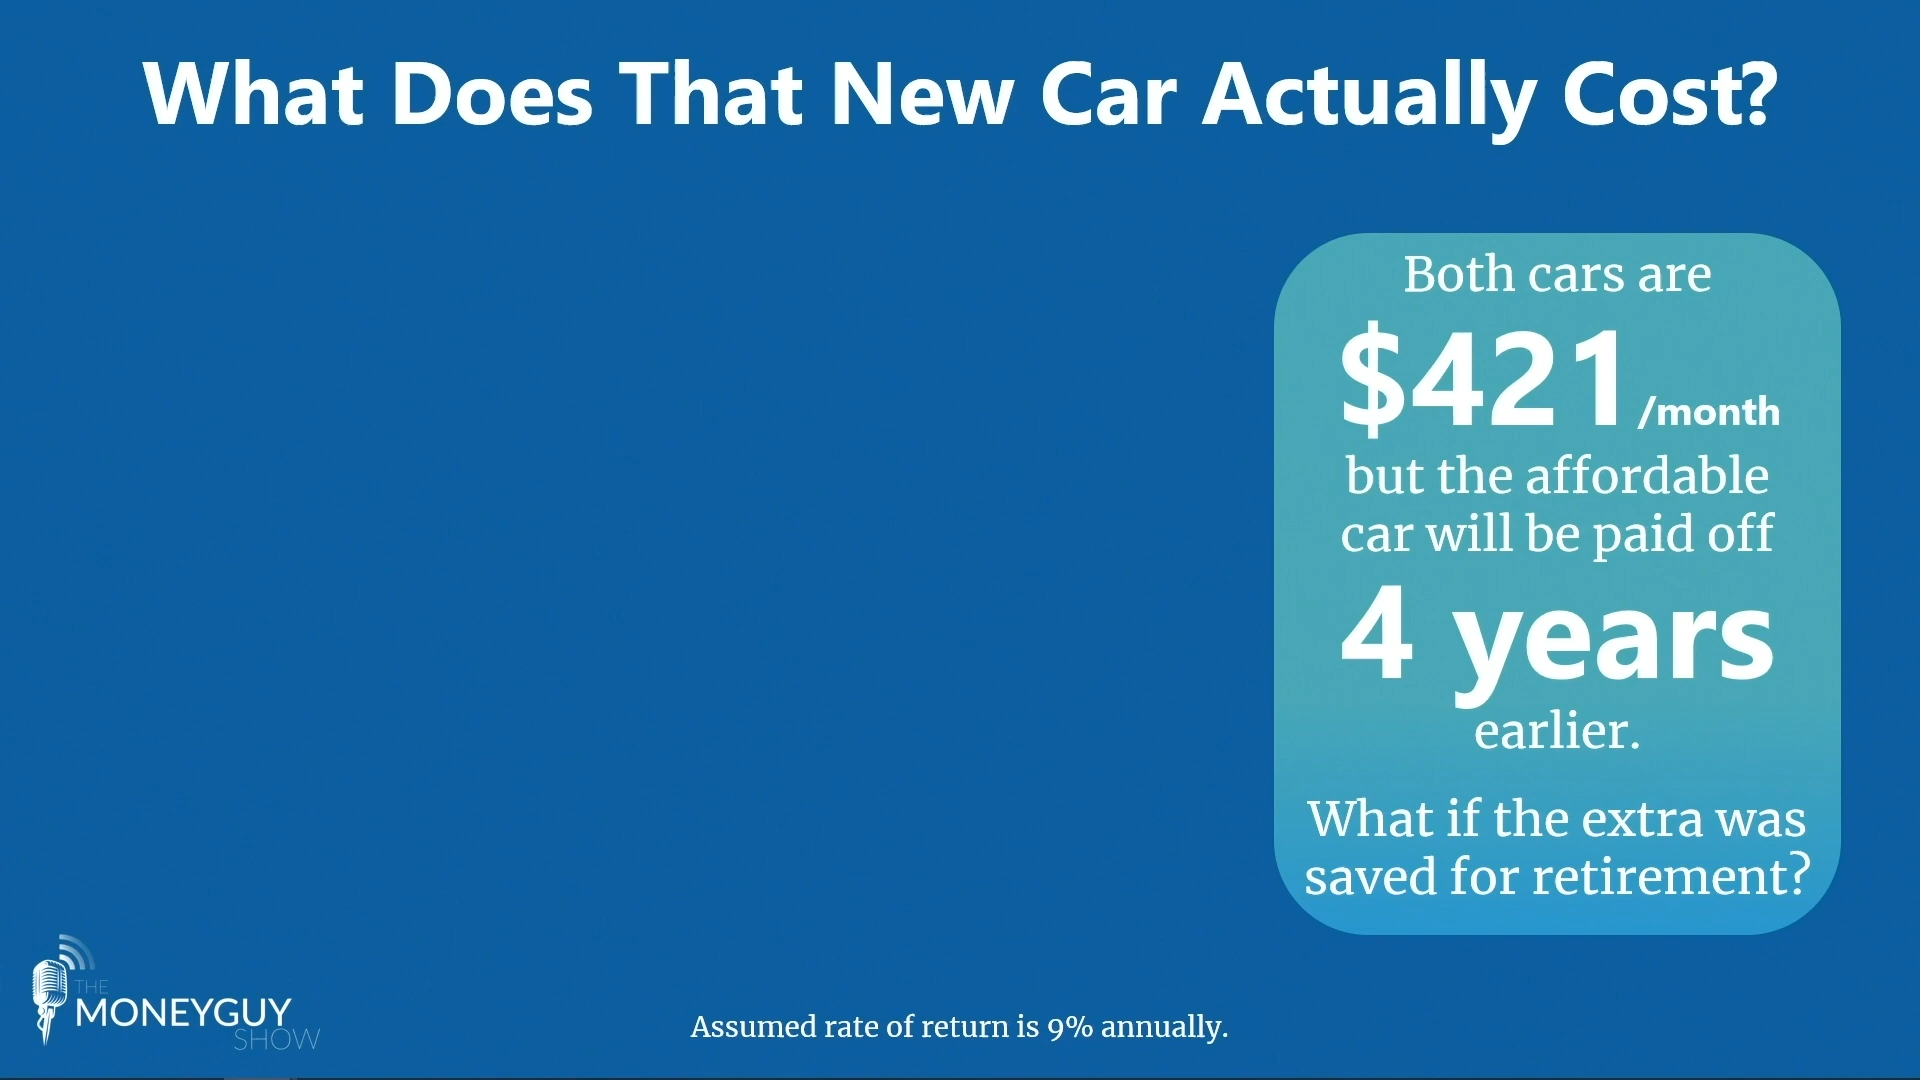 What Does That New Car Actually Cost?
Both cars are
$421/month
but the affordable
car will be paid off
4 years
earlier.
What if the extra was
saved for retirement?
THE
MONEYGUY
SHOW
Assumed rate of return is 9% annually.